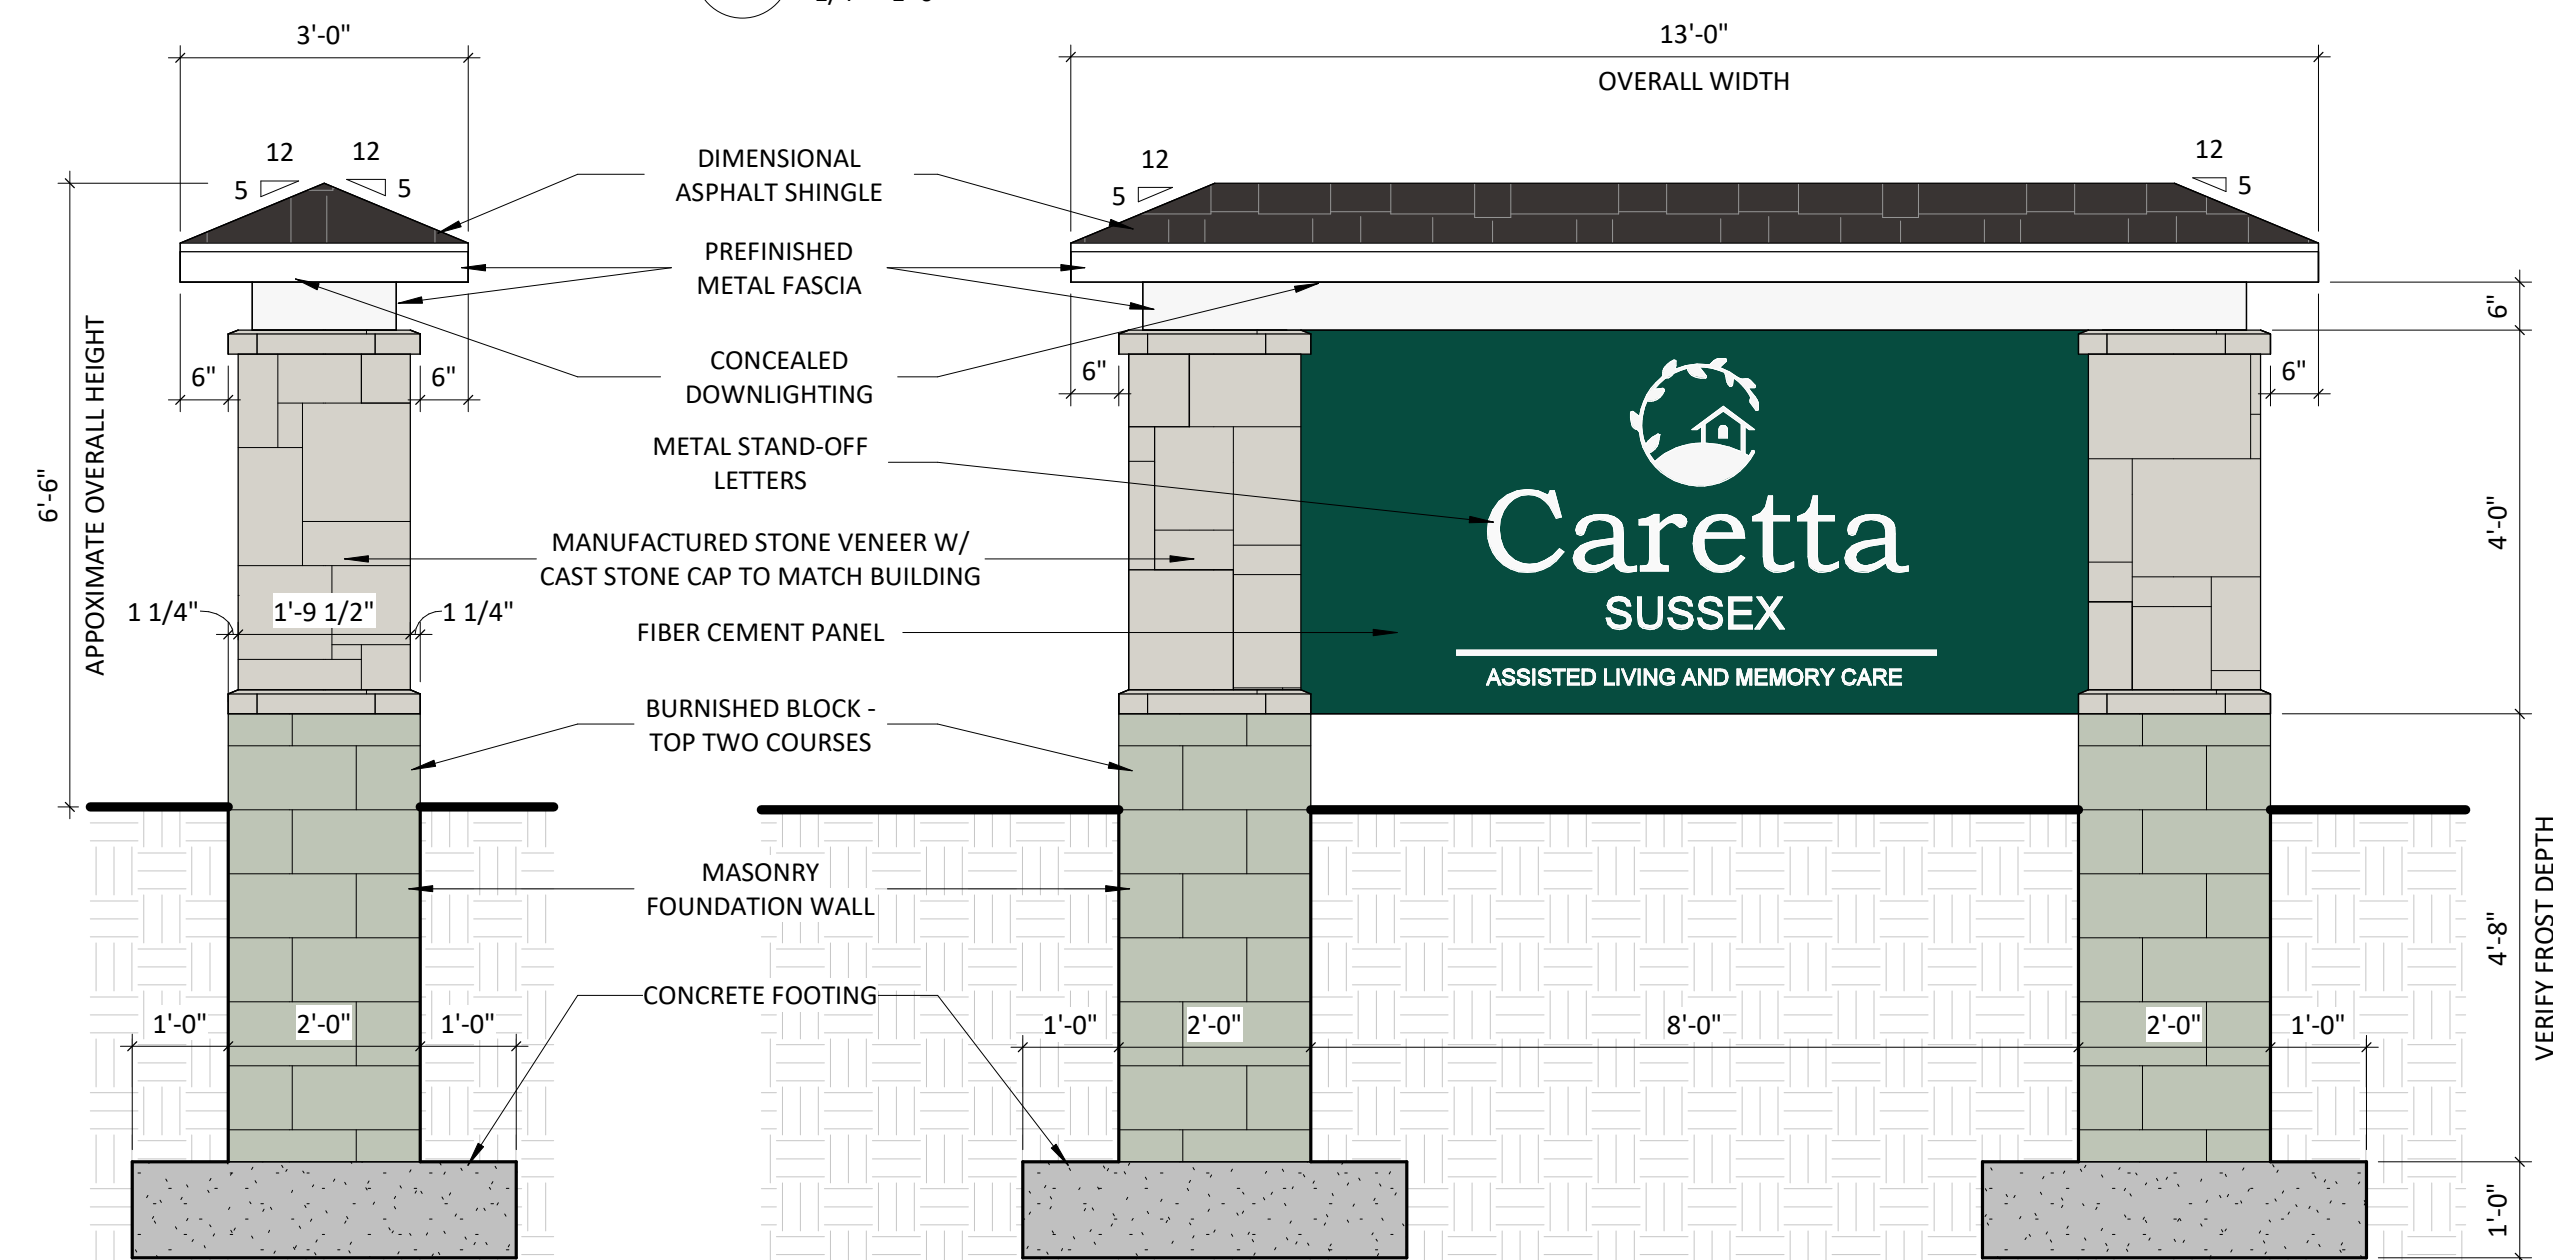 3'-0"
13'-0"
OVERALL WIDTH
12
12
5
5
12
5
12
5
DIMENSIONAL
ASPHALT SHINGLE
PREFINISHED
METAL FASCIA
6"
CONCEALED
DOWNLIGHTING
6"
6"
6"
6"
METAL STAND-OFF
LETTERS
6'-6"
APPOXIMATE OVERALL HEIGHT
Caretta
SUSSEX
ASSISTED LIVING AND MEMORY CARE
4'-0"
MANUFACTURED STONE VENEER W/
CAST STONE CAP TO MATCH BUILDING
1 1/4"
1'-9 1/2"
1 1/4"
FIBER CEMENT PANEL
BURNISHED BLOCK -
TOP TWO COURSES
MASONRY
FOUNDATION WALL
4'-8"
VERIFY FROST DEPTH
CONCRETE FOOTING
1'-0"
2'-0"
1'-0"
1'-0"
2'-0"
8'-0"
2'-0"
1'-0"
1'-0"